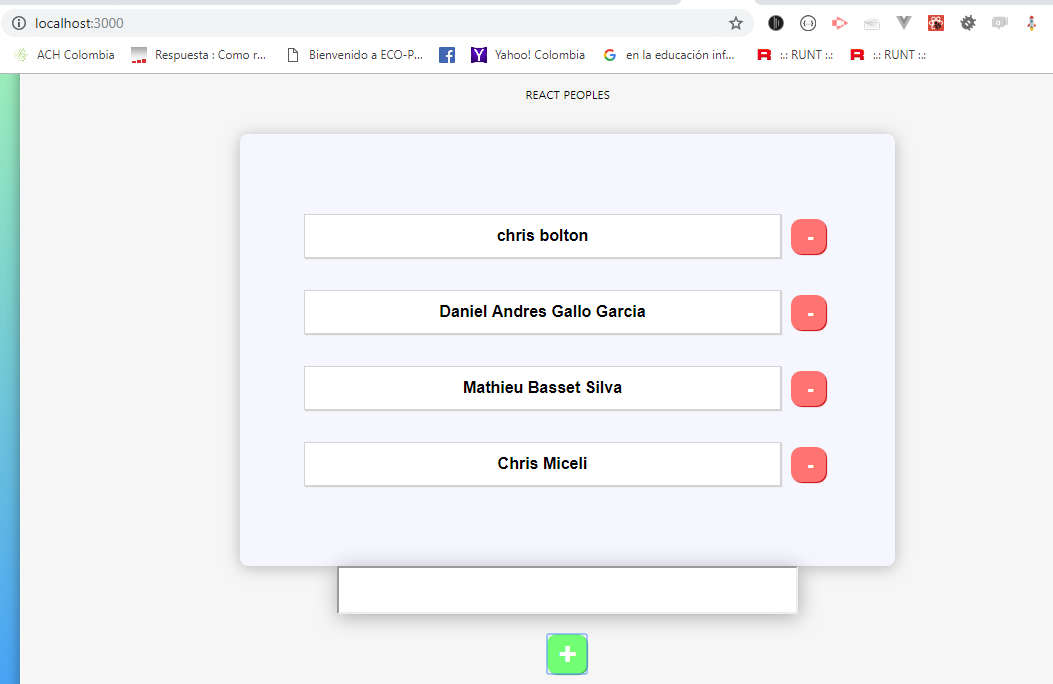 localhost:3000
ACH Colombia Respuesta : Como r... Bienvenido a ECO-P... Yahoo! Colombia en la educación inf... :.: RUNT :.: :.: RUNT :.:
REACT PEOPLES
chris bolton -
Daniel Andres Gallo Garcia -
Mathieu Basset Silva -
Chris Miceli -
+